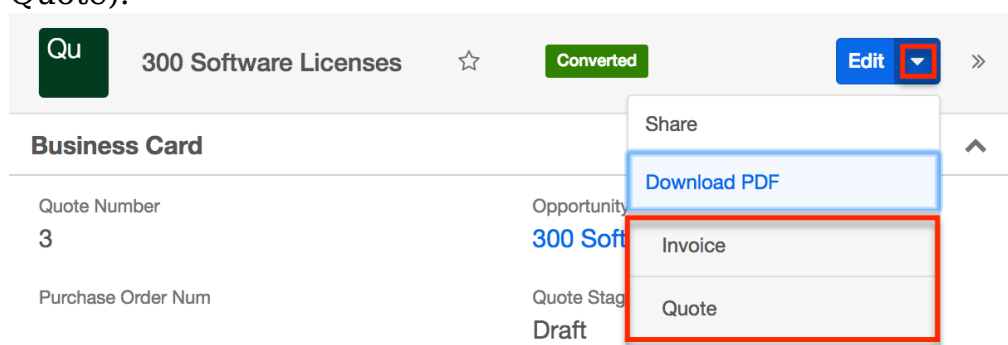 Quote).
Qu
300 Software Licenses
Converted
Edit
Share
Business Card
Download PDF
Quote Number
Opportunity
3
300 Soft
Invoice
Purchase Order Num
Quote Stag
Quote
Draft